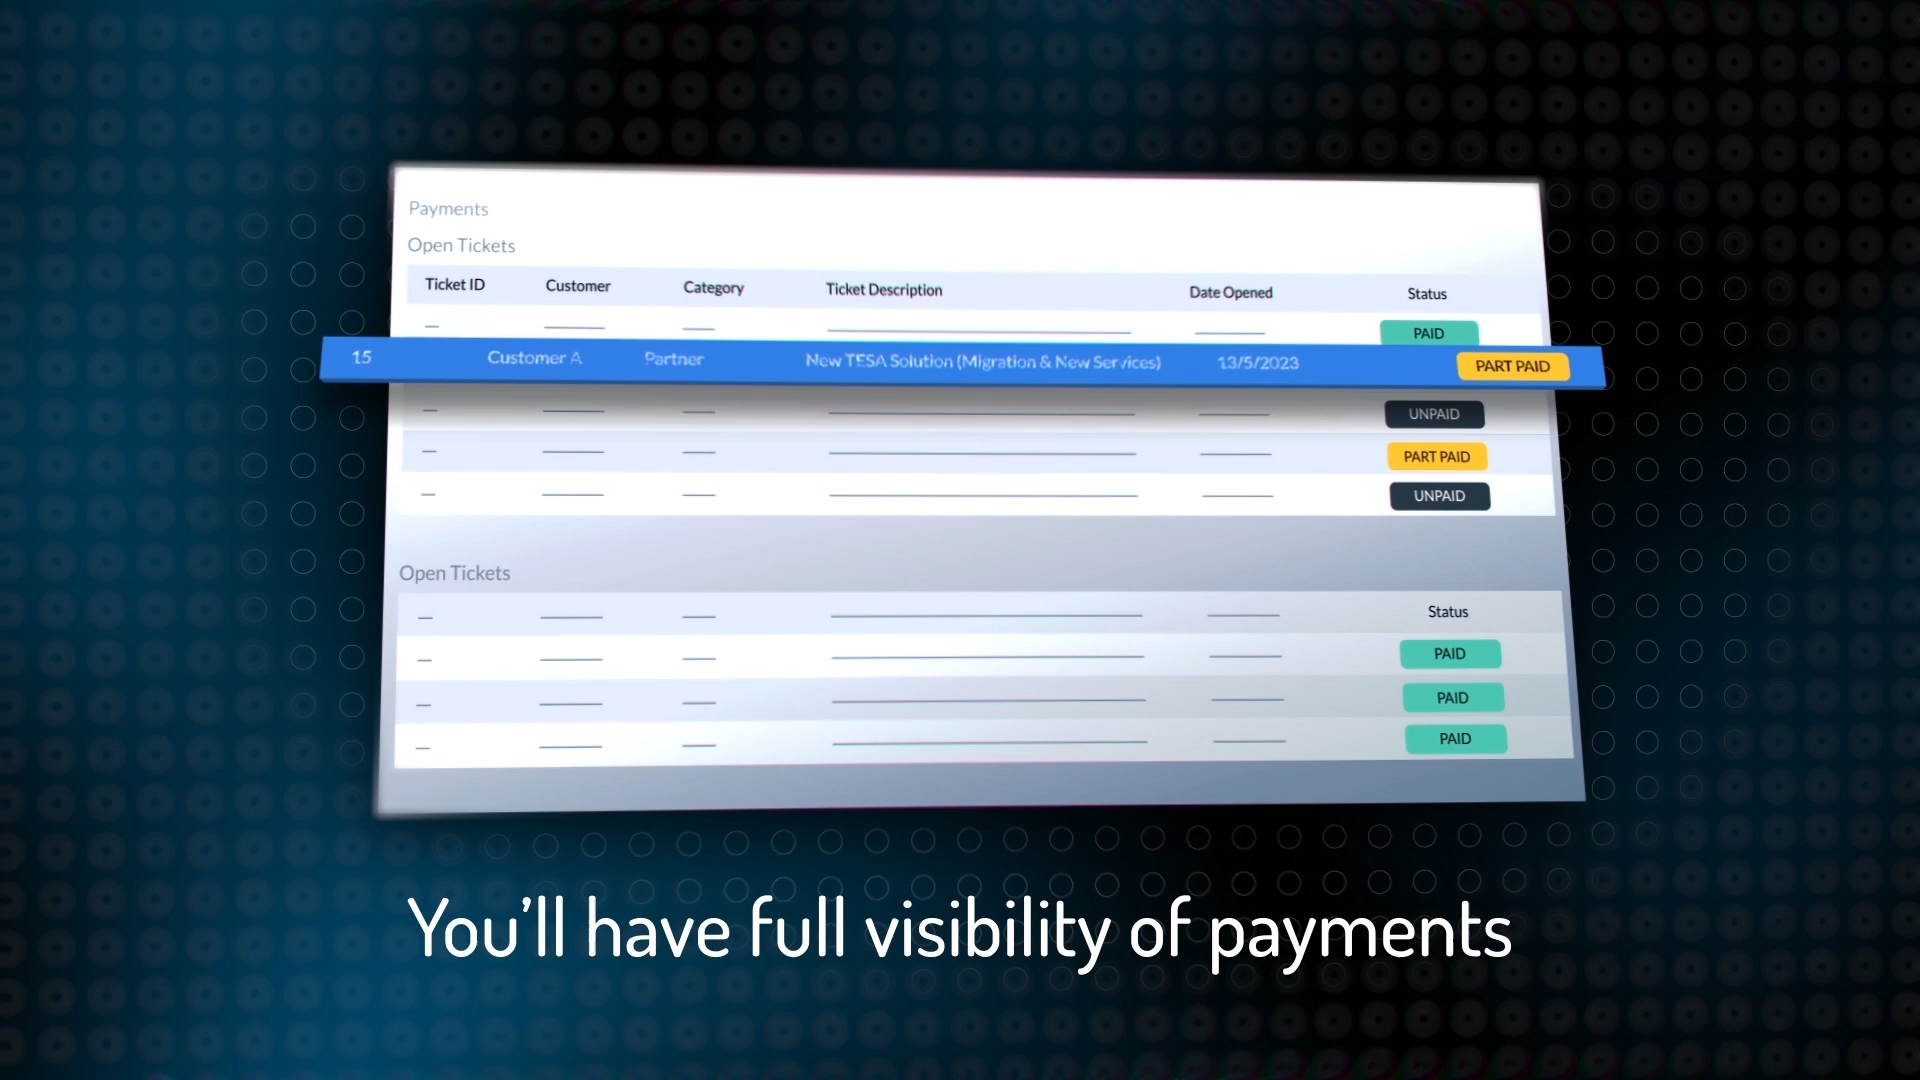 Payments
Open Tickets
Ticket ID Customer Category Ticket Description Date Opened Status
PAID
15 Customer A Partner New TESA Solution (Migration & New Services) 13/5/2023 PART PAID
UNPAID
PART PAID
UNPAID
Open Tickets
Status
PAID
PAID
PAID
You'll have full visibility of payments